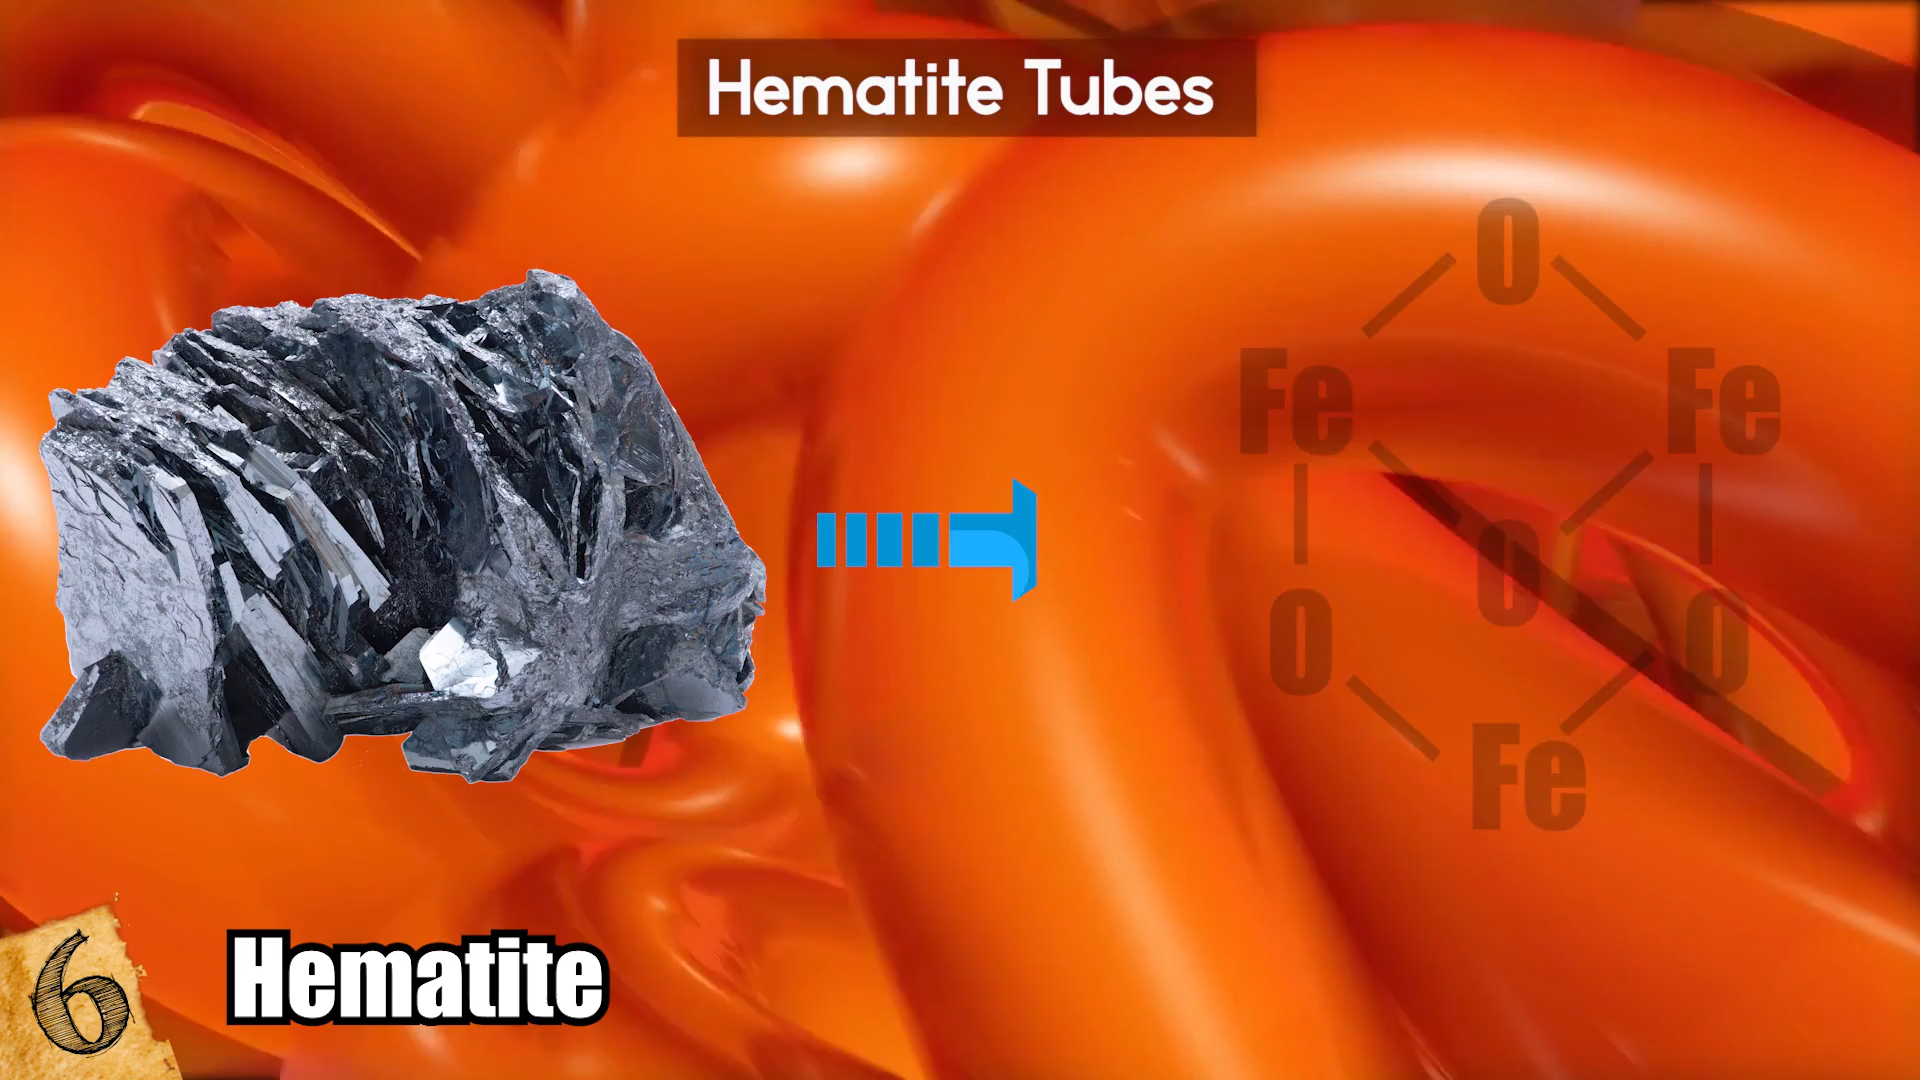 Hematite Tubes
O
Fe Fe
O
O O
Fe
6
Hematite